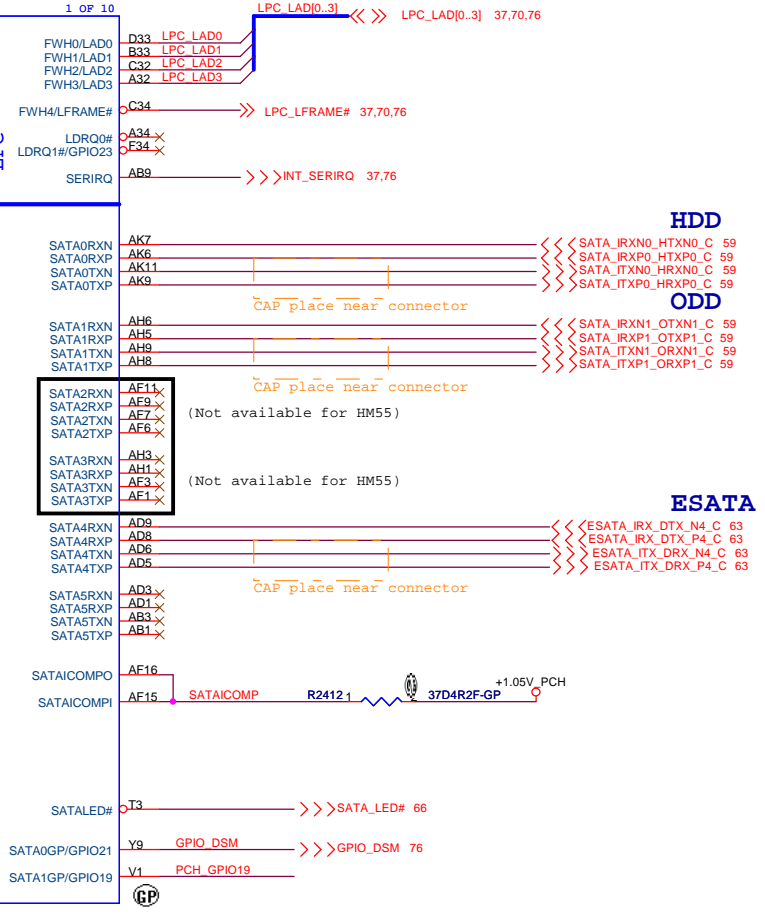 1 OF 10
LPC_LAD[0..3]
LPC_LAD[0..3] 37,70,76
FWH0/LAD0 D33 LPC_LAD0
FWH1/LAD1 B33 LPC_LAD1
FWH2/LAD2 C32 LPC_LAD2
FWH3/LAD3 A32 LPC_LAD3
FWH4/LFRAME# C34 LPC_LFRAME# 37,70,76
LDRQ0# A34
LDRQ1#/GPIO23 F34
SERIRQ AB9 INT_SERIRQ 37,76
HDD
SATA0RXN AK7 SATA_IRXN0_HTXN0_C 59
SATA0RXP AK6 SATA_IRXP0_HTXP0_C 59
SATA0TXN AK11 SATA_ITXN0_HRXN0_C 59
SATA0TXP AK9 SATA_ITXP0_HRXP0_C 59
CAP place near connector
ODD
SATA1RXN AH6 SATA_IRXN1_OTXN1_C 59
SATA1RXP AH5 SATA_IRXP1_OTXP1_C 59
SATA1TXN AH9 SATA_ITXN1_ORXN1_C 59
SATA1TXP AH8 SATA_ITXP1_ORXP1_C 59
CAP place near connector
SATA2RXN AF11
SATA2RXP AF9
SATA2TXN AF7 (Not available for HM55)
SATA2TXP AF6
SATA3RXN AH3
SATA3RXP AH1
SATA3TXN AF3 (Not available for HM55)
SATA3TXP AF1
ESATA
SATA4RXN AD9 ESATA_IRX_DTX_N4_C 63
SATA4RXP AD8 ESATA_IRX_DTX_P4_C 63
SATA4TXN AD6 ESATA_ITX_DRX_N4_C 63
SATA4TXP AD5 ESATA_ITX_DRX_P4_C 63
CAP place near connector
SATA5RXN AD3
SATA5RXP AD1
SATA5TXN AB3
SATA5TXP AB1
SATAICOMPO AF16
+1.05V_PCH
SATAICOMPI AF15 SATAICOMP R2412 1 2 37D4R2F-GP
SATALED# T3 SATA_LED# 66
SATA0GP/GPIO21 Y9 GPIO_DSM GPIO_DSM 76
SATA1GP/GPIO19 V1 PCH_GPIO19
GP